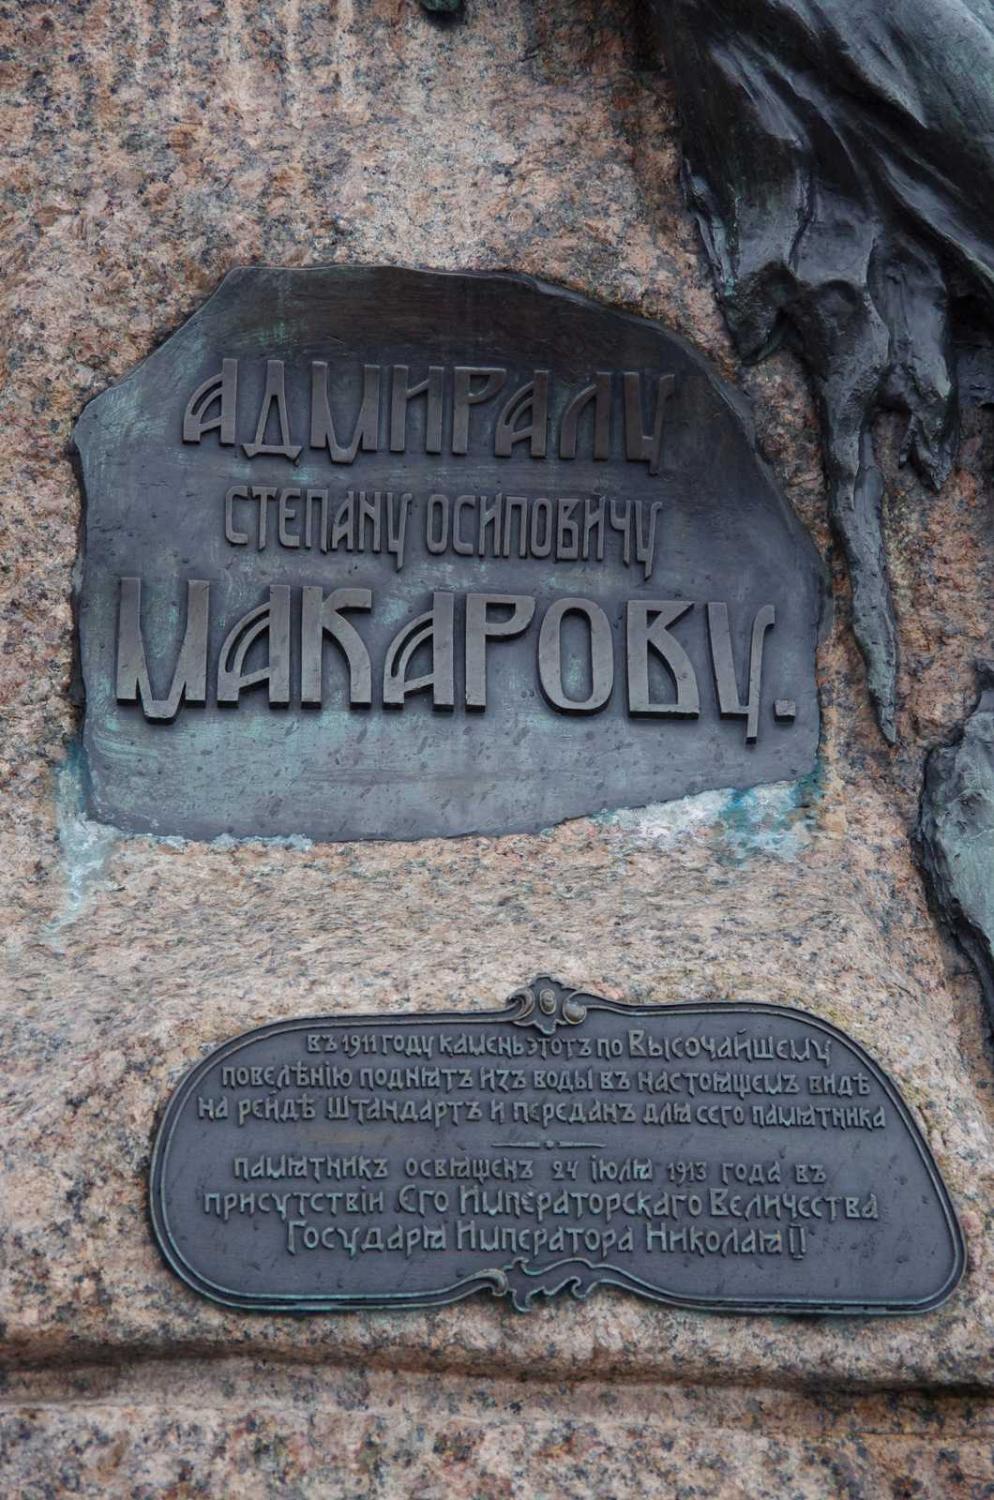 АДМИРАЛУ
СТЕПАНУ ОСИПОВИЧУ
МАКАРОВУ.
Въ 1911 году камень этотъ по Высочайшему
повелѣнію поднятъ изъ воды въ настоящемъ видѣ
на рейдѣ Штандартъ и переданъ для сего памятника
памятникъ освященъ 24 іюля 1913 года въ
присутствіи Его Императорскаго Величества
Государя Императора Николая II